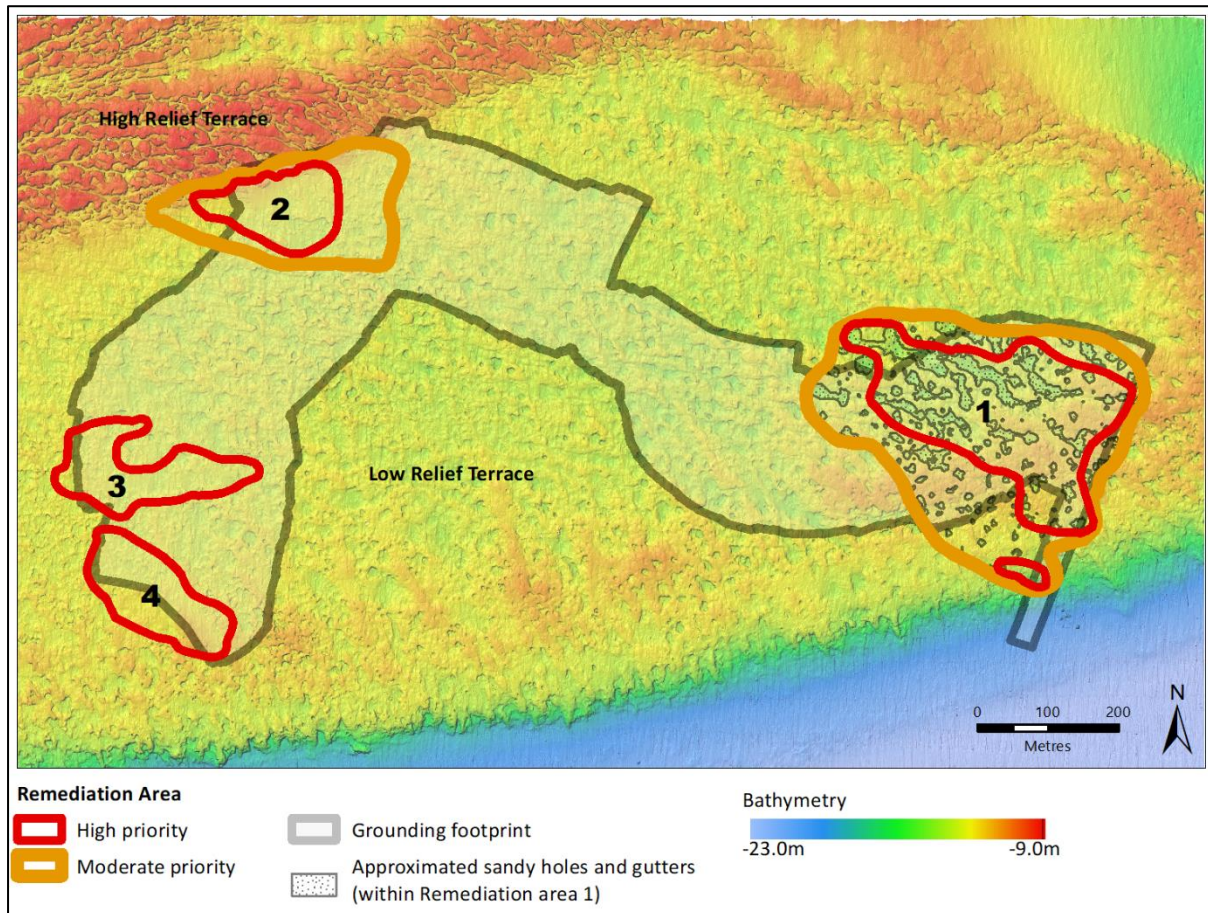 High Relief Terrace
2
1
Low Relief Terrace
3
4
N
0 100 200
Metres
Remediation Area
High priority
Moderate priority
Grounding footprint
Approximated sandy holes and gutters
(within Remediation area 1)
Bathymetry
-23.0m -9.0m